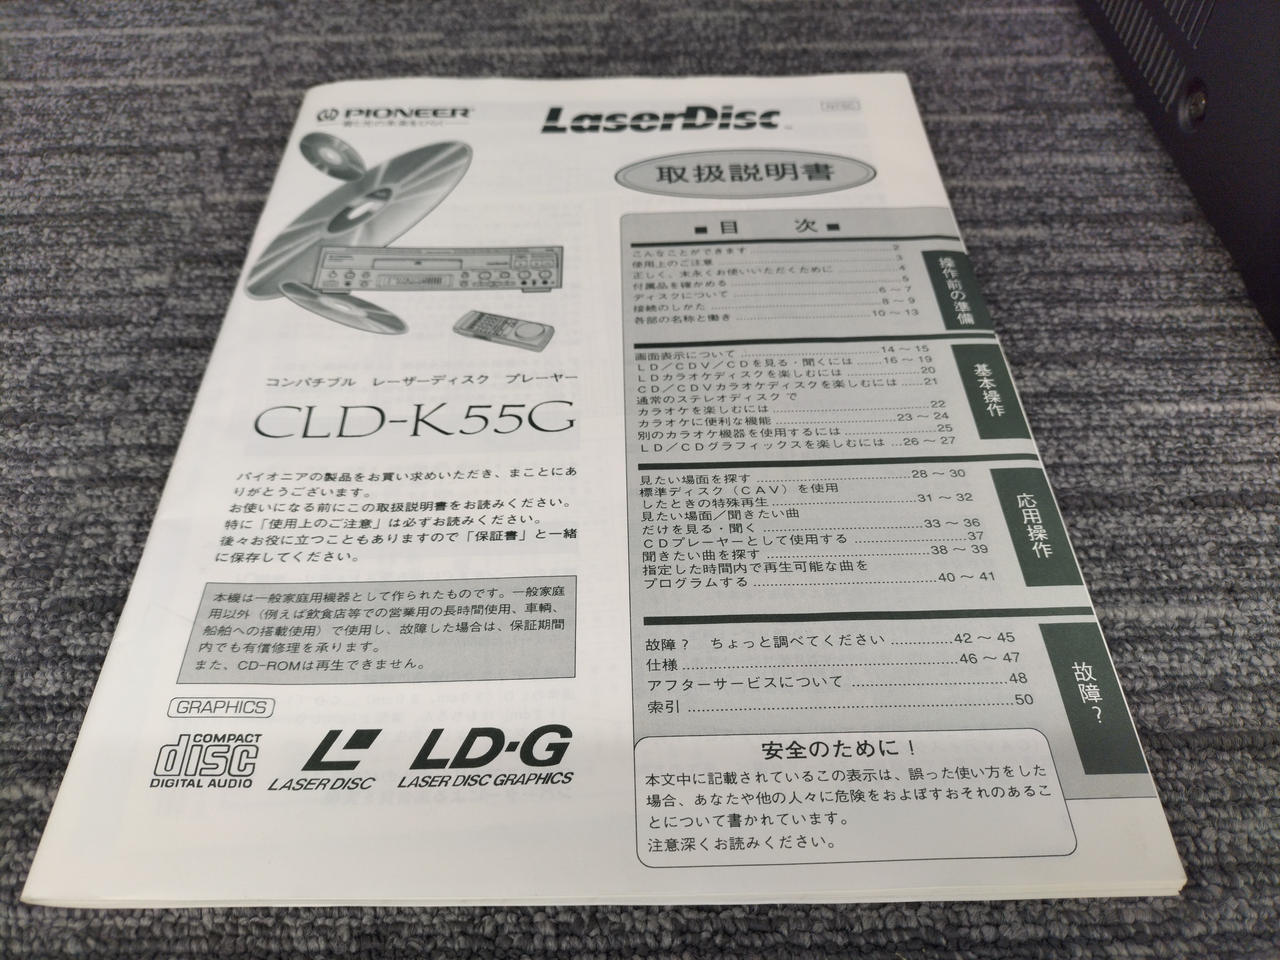 PIONEER
LaserDisc
NTSC
取扱説明書
コンパチブル レーザーディスク プレーヤー
CLD-K55G
パイオニアの製品をお買い求めいただき、まことにあ
りがとうございます。
お使いになる前にこの取扱説明書をお読みください。
特に「使用上のご注意」は必ずお読みください。
後々お役に立つこともありますので「保証書」と一緒
に保存してください。
本機は一般家庭用機器として作られたものです。一般家庭
用以外（例えば飲食店等での営業用の長時間使用、車輌、
船舶への搭載使用）で使用し、故障した場合は、保証期間
内でも有償修理を承ります。
また、CD-ROMは再生できません。
GRAPHICS
COMPACT
disc
DIGITAL AUDIO
LASER DISC
LD-G
LASER DISC GRAPHICS
■目 次■
操作前の準備
こんなことができます 2
使用上のご注意 3
正しく、末永くお使いいただくために 4
付属品を確かめる 5
ディスクについて 6～7
接続のしかた 8～9
各部の名称と働き 10～13
基本操作
画面表示について 14～15
LD／CDV／CDを見る・聞くには 16～19
LDカラオケディスクを楽しむには 20
CD／CDVカラオケディスクを楽しむには 21
通常のステレオディスクで
カラオケを楽しむには 22
カラオケに便利な機能 23～24
別のカラオケ機器を使用するには 25
LD／CDグラフィックスを楽しむには 26～27
応用操作
見たい場面を探す 28～30
標準ディスク（CAV）を使用
したときの特殊再生 31～32
見たい場面／聞きたい曲
だけを見る・聞く 33～36
CDプレーヤーとして使用する 37
聞きたい曲を探す 38～39
指定した時間内で再生可能な曲を
プログラムする 40～41
故障？
故障？ ちょっと調べてください 42～45
仕様 46～47
アフターサービスについて 48
索引 50
安全のために！
本文中に記載されているこの表示は、誤った使い方をした
場合、あなたや他の人々に危険をおよぼすおそれのあるこ
とについて書かれています。
注意深くお読みください。